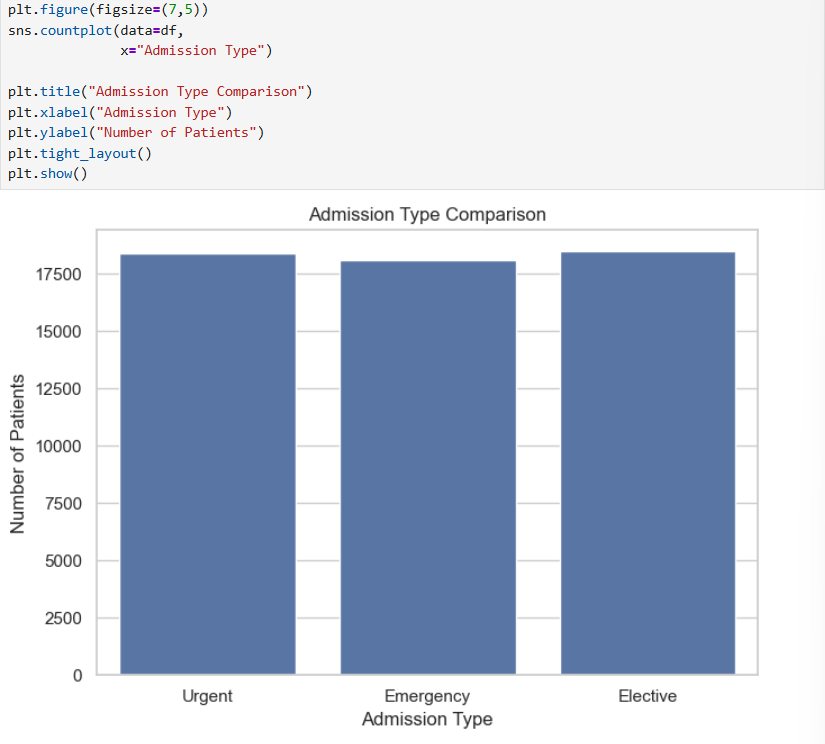 plt.figure(figsize=(7,5))
sns.countplot(data=df,
              x="Admission Type")
plt.title("Admission Type Comparison")
plt.xlabel("Admission Type")
plt.ylabel("Number of Patients")
plt.tight_layout()
plt.show()
Admission Type Comparison
Number of Patients
17500
15000
12500
10000
7500
5000
2500
0
Urgent Emergency Elective
Admission Type